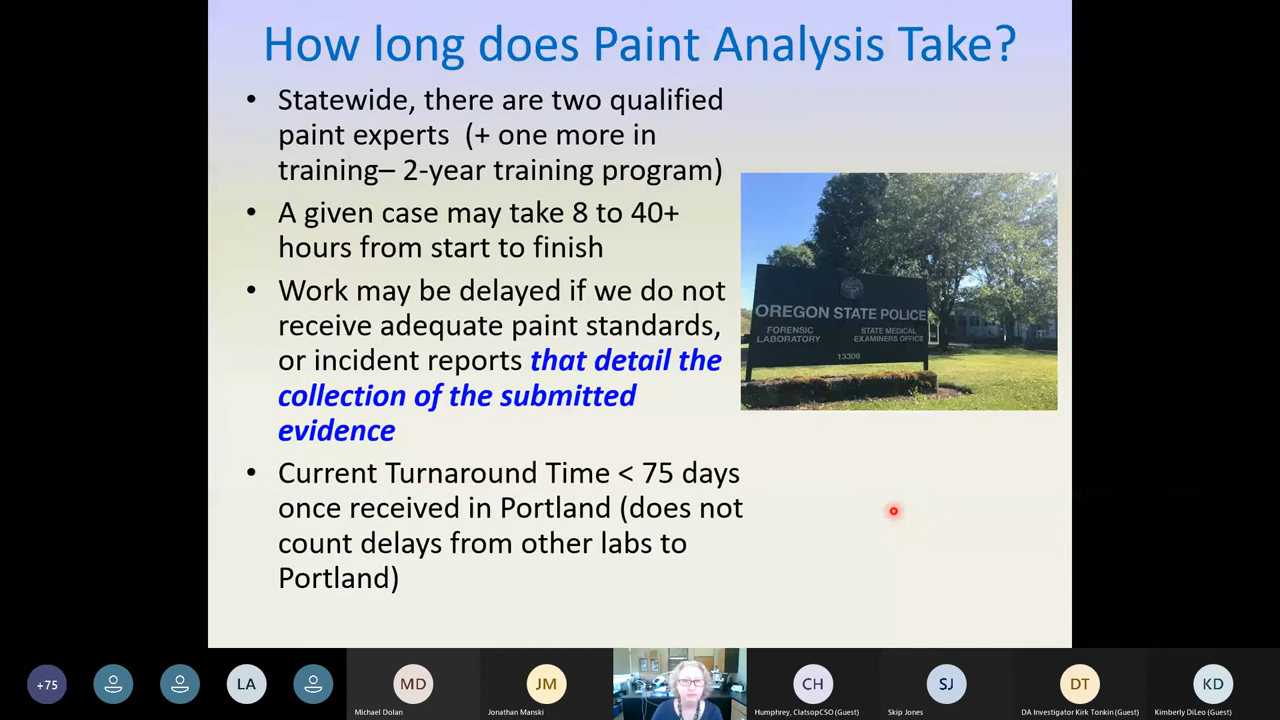 How long does Paint Analysis Take?
• Statewide, there are two qualified
paint experts (+ one more in
training– 2-year training program)
• A given case may take 8 to 40+
hours from start to finish
• Work may be delayed if we do not
receive adequate paint standards,
or incident reports that detail the
collection of the submitted
evidence
• Current Turnaround Time < 75 days
once received in Portland (does not
count delays from other labs to
Portland)
OREGON STATE POLICE
FORENSIC
LABORATORY
STATE MEDICAL
EXAMINERS OFFICE
13309
+75
LA
MD
Michael Dolan
JM
Jonathan Manski
CH
Humphrey, ClatsopCSO (Guest)
SJ
Skip Jones
DT
DA Investigator Kirk Tonkin (Guest)
KD
Kimberly DiLeo (Guest)